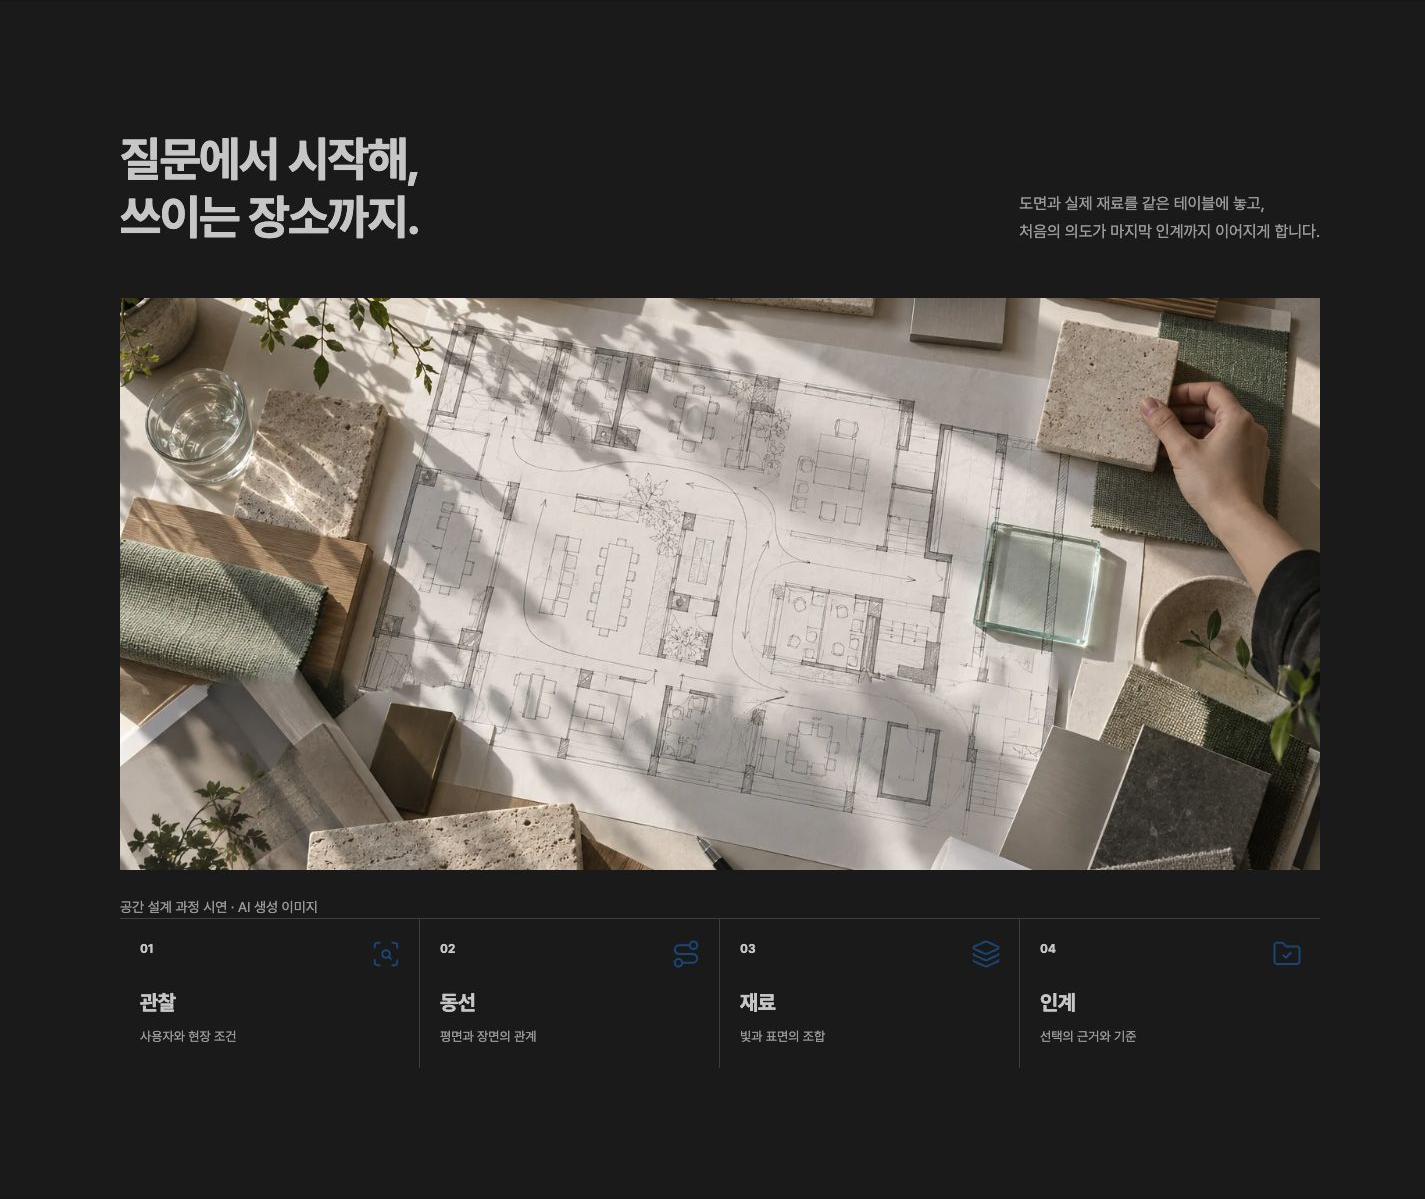 질문에서 시작해,
쓰이는 장소까지.
도면과 실제 재료를 같은 테이블에 놓고,
처음의 의도가 마지막 인계까지 이어지게 합니다.
공간 설계 과정 시연 · AI 생성 이미지
01
관찰
사용자와 현장 조건
02
동선
평면과 장면의 관계
03
재료
빛과 표면의 조합
04
인계
선택의 근거와 기준